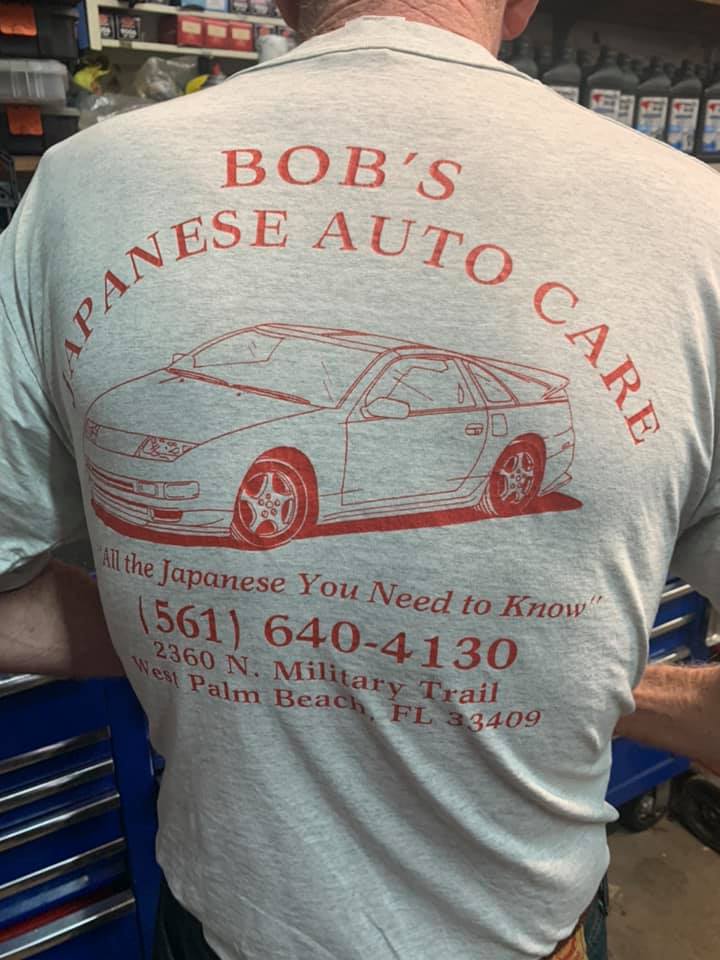 BOB'S
JAPANESE AUTO CARE
"All the Japanese You Need to Know"
(561) 640-4130
2360 N. Military Trail
West Palm Beach, FL 33409